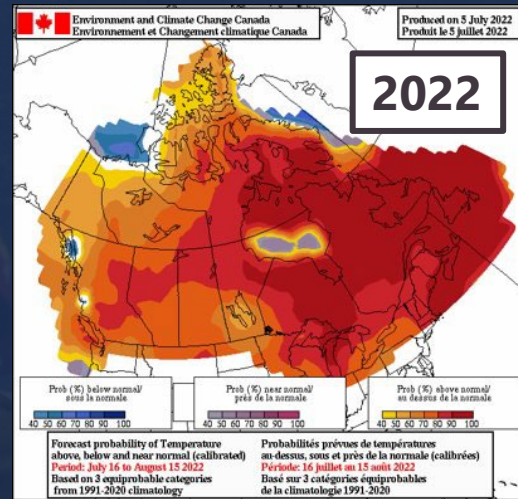 Environment and Climate Change Canada
Environnement et Changement climatique Canada
Produced on 5 July 2022
Produit le 5 juillet 2022
2022
Prob (%) below normal/
sous la normale
40 50 60 70 80 90 100
Prob (%) near normal/
près de la normale
40 50 60 70 80 90 100
Prob (%) above normal/
au dessus de la normale
40 50 60 70 80 90 100
Forecast probability of Temperature
above, below and near normal (calibrated)
Period: July 16 to August 15 2022
Based on 3 equiprobable categories
from 1991-2020 climatology
Probabilités prévues de températures
au-dessus, sous et près de la normale (calibrées)
Période: 16 juillet au 15 août 2022
Basé sur 3 catégories équiprobables
de la climatologie 1991-2020